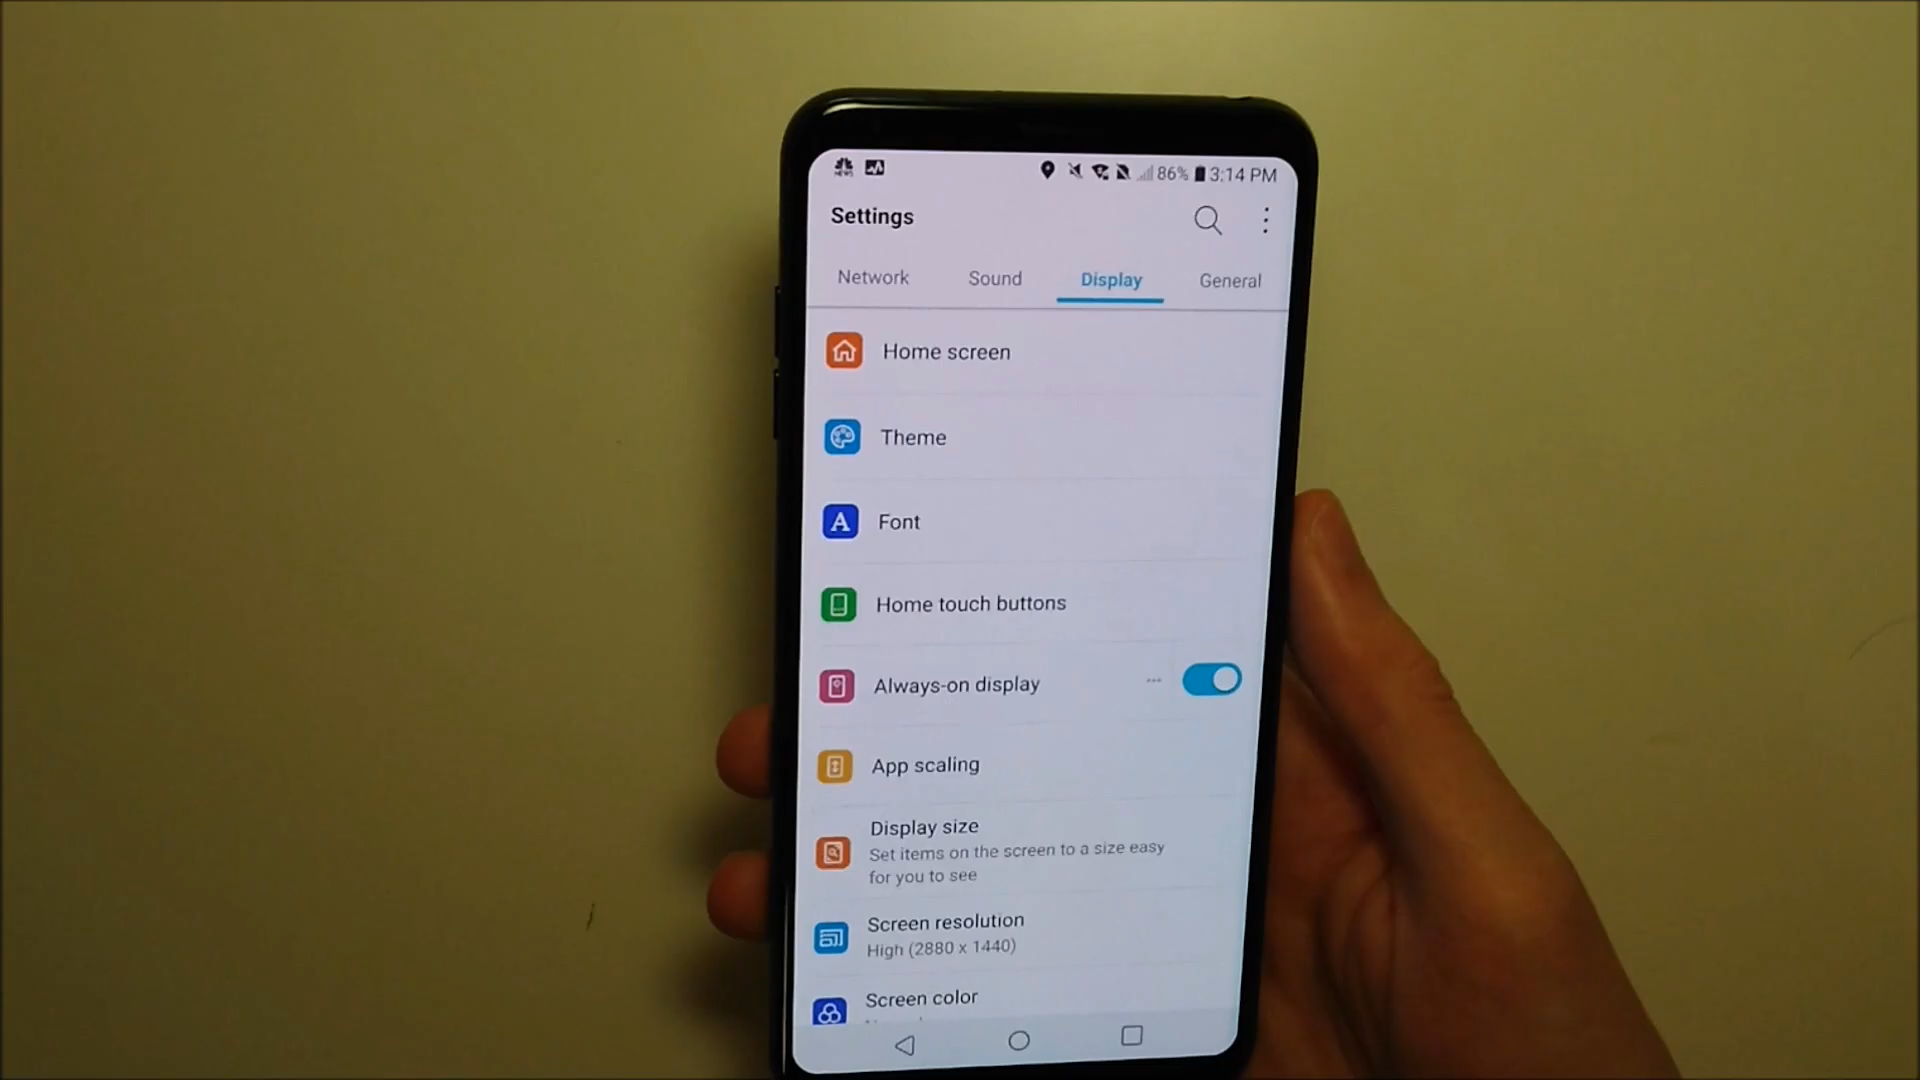 NEWS 86% 3:14 PM
Settings
Network Sound Display General
Home screen
Theme
A Font
Home touch buttons
Always-on display
App scaling
Display size
Set items on the screen to a size easy
for you to see
Screen resolution
High (2880 x 1440)
Screen color